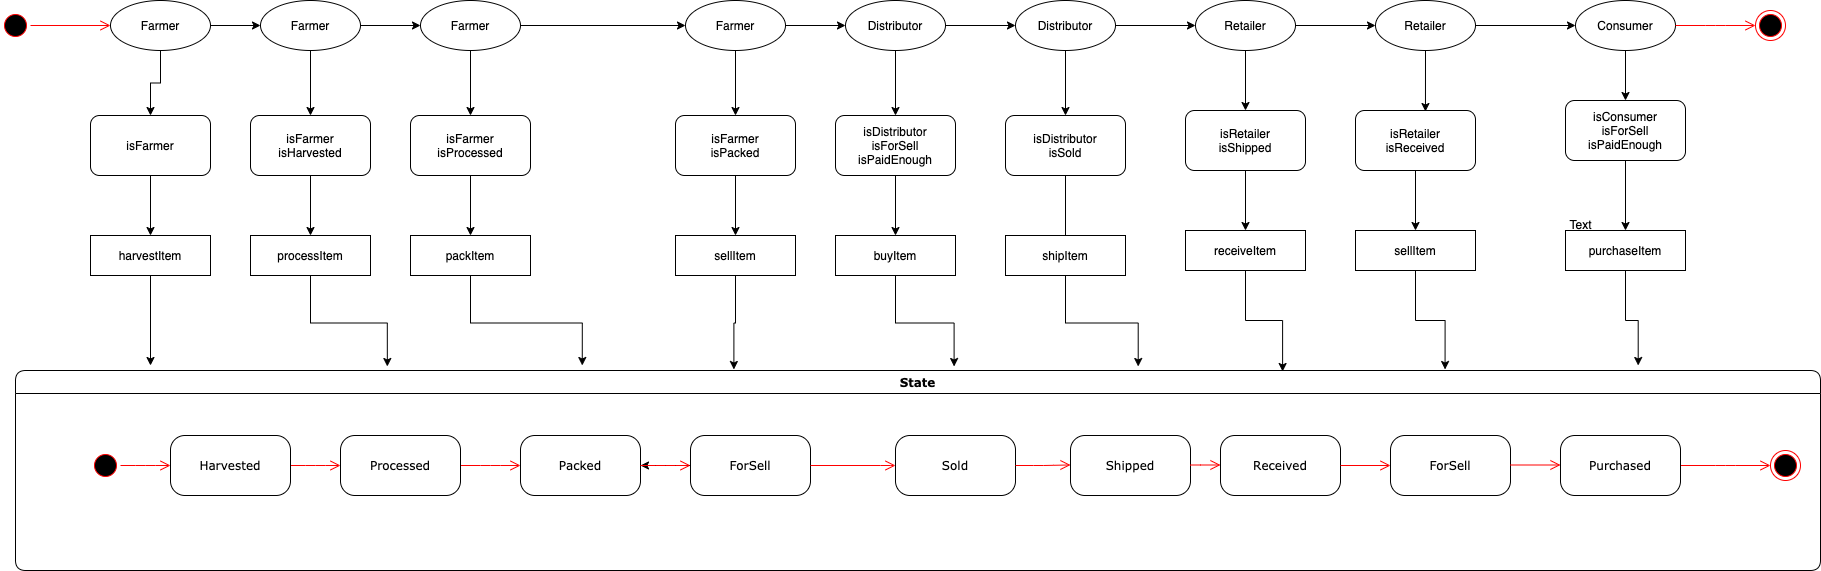 Farmer
Farmer
Farmer
Farmer
Distributor
Distributor
Retailer
Retailer
Consumer
isFarmer
isFarmer
isHarvested
isFarmer
isProcessed
isFarmer
isPacked
isDistributor
isForSell
isPaidEnough
isDistributor
isSold
isRetailer
isShipped
isRetailer
isReceived
isConsumer
isForSell
isPaidEnough
harvestItem
processItem
packItem
sellItem
buyItem
shipItem
receiveItem
sellItem
Text
purchaseItem
State
Harvested
Processed
Packed
ForSell
Sold
Shipped
Received
ForSell
Purchased